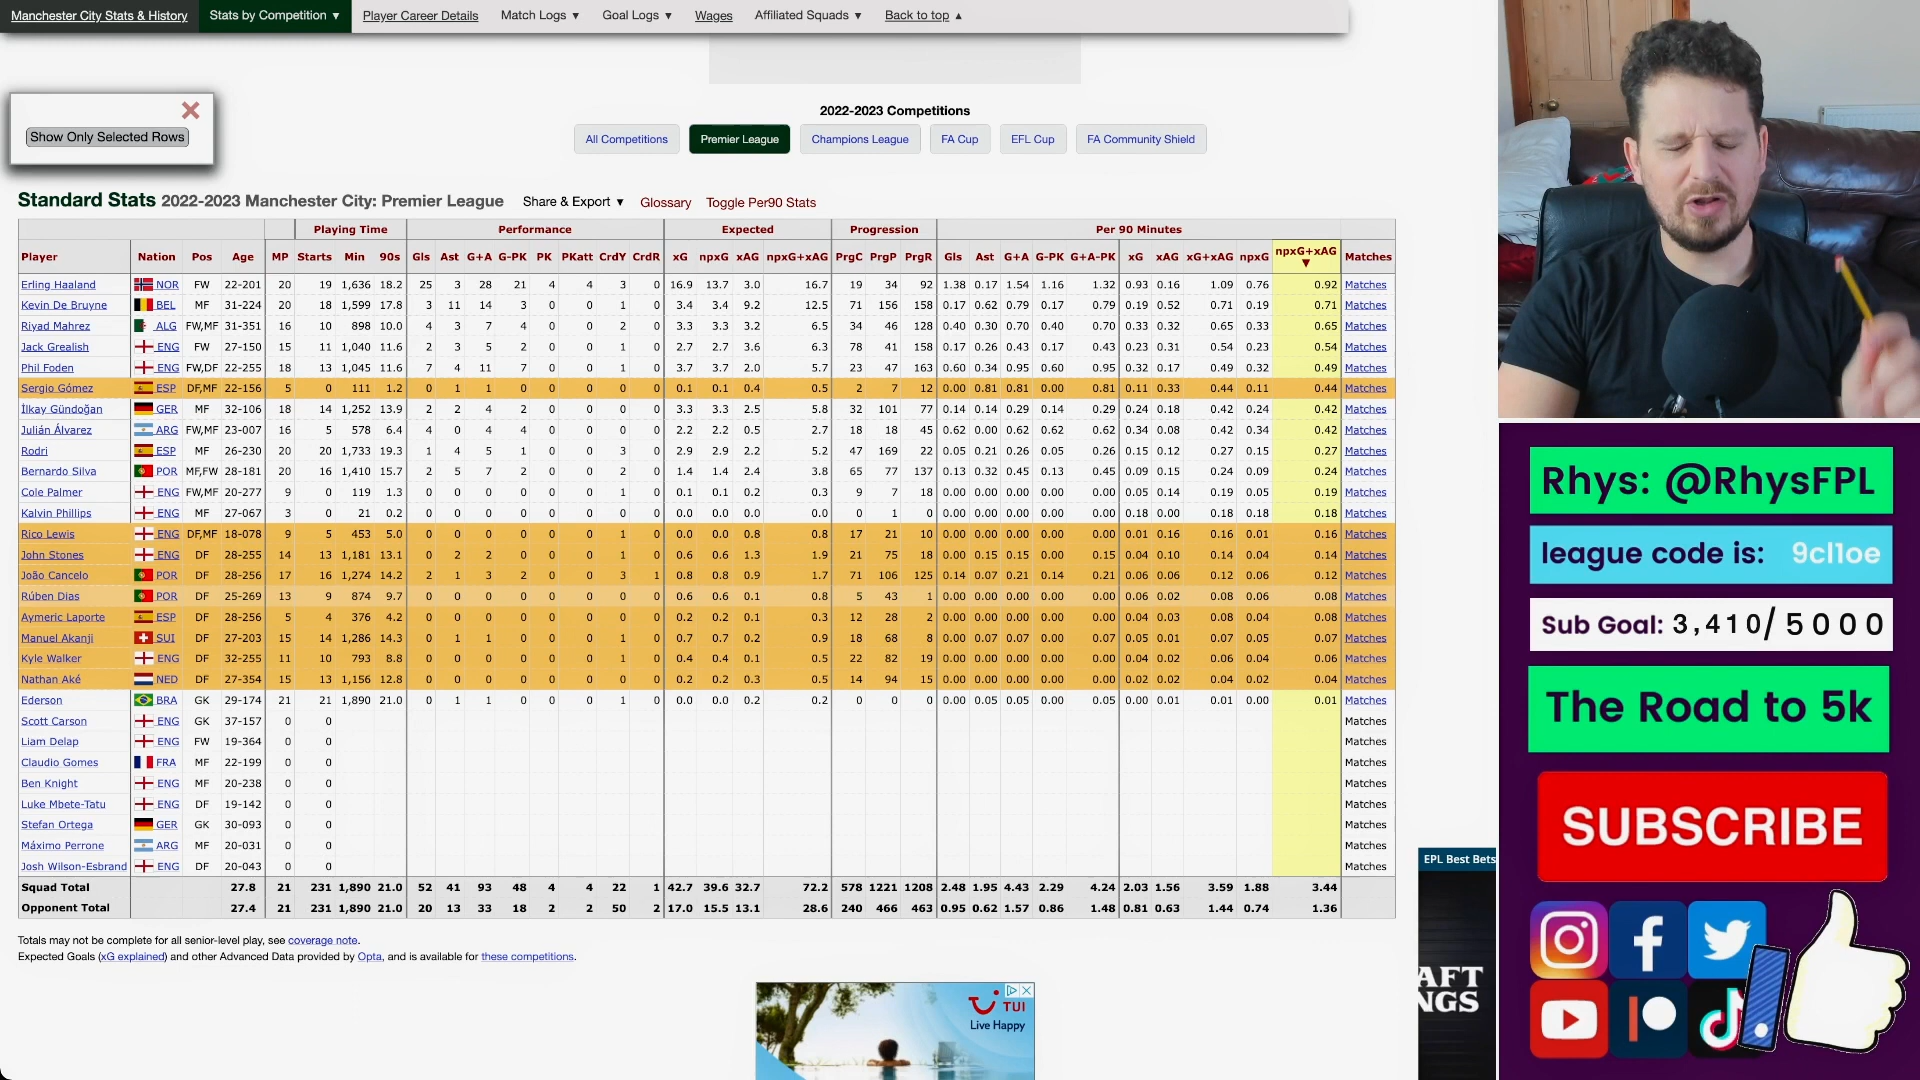 Manchester City Stats & History Stats by Competition ▼ Player Career Details Match Logs ▼ Goal Logs ▼ Wages Affiliated Squads ▼ Back to top ▲
Show Only Selected Rows
2022-2023 Competitions
All Competitions Premier League Champions League FA Cup EFL Cup FA Community Shield
Standard Stats 2022-2023 Manchester City: Premier League Share & Export ▼ Glossary Toggle Per90 Stats
Playing Time Performance Expected Progression Per 90 Minutes
Player Nation Pos Age MP Starts Min 90s Gls Ast G+A G-PK PK PKatt CrdY CrdR xG npxG xAG npxG+xAG PrgC PrgP PrgR Gls Ast G+A G-PK G+A-PK xG xAG xG+xAG npxG npxG+xAG ▼ Matches
Erling Haaland NOR FW 22-201 20 19 1,636 18.2 25 3 28 21 4 4 3 0 16.9 13.7 3.0 16.7 19 34 92 1.38 0.17 1.54 1.16 1.32 0.93 0.16 1.09 0.76 0.92 Matches
Kevin De Bruyne BEL MF 31-224 20 18 1,599 17.8 3 11 14 3 0 0 1 0 3.4 3.4 9.2 12.5 71 156 158 0.17 0.62 0.79 0.17 0.79 0.19 0.52 0.71 0.19 0.71 Matches
Riyad Mahrez ALG FW,MF 31-351 16 10 898 10.0 4 3 7 4 0 0 2 0 3.3 3.3 3.2 6.5 34 46 128 0.40 0.30 0.70 0.40 0.70 0.33 0.32 0.65 0.33 0.65 Matches
Jack Grealish ENG FW 27-150 15 11 1,040 11.6 2 3 5 2 0 0 1 0 2.7 2.7 3.6 6.3 78 41 158 0.17 0.26 0.43 0.17 0.43 0.23 0.31 0.54 0.23 0.54 Matches
Phil Foden ENG FW,DF 22-255 18 13 1,045 11.6 7 4 11 7 0 0 1 0 3.7 3.7 2.0 5.7 23 47 163 0.60 0.34 0.95 0.60 0.95 0.32 0.17 0.49 0.32 0.49 Matches
Sergio Gómez ESP DF,MF 22-156 5 0 111 1.2 0 1 1 0 0 0 0 0 0.1 0.1 0.4 0.5 2 7 12 0.00 0.81 0.81 0.00 0.81 0.11 0.33 0.44 0.11 0.44 Matches
İlkay Gündoğan GER MF 32-106 18 14 1,252 13.9 2 2 4 2 0 0 0 0 3.3 3.3 2.5 5.8 32 101 77 0.14 0.14 0.29 0.14 0.29 0.24 0.18 0.42 0.24 0.42 Matches
Julián Álvarez ARG FW,MF 23-007 16 5 578 6.4 4 0 4 4 0 0 0 0 2.2 2.2 0.5 2.7 18 18 45 0.62 0.00 0.62 0.62 0.62 0.34 0.08 0.42 0.34 0.42 Matches
Rodri ESP MF 26-230 20 20 1,733 19.3 1 4 5 1 0 0 3 0 2.9 2.9 2.2 5.2 47 169 22 0.05 0.21 0.26 0.05 0.26 0.15 0.12 0.27 0.15 0.27 Matches
Bernardo Silva POR MF,FW 28-181 20 16 1,410 15.7 2 5 7 2 0 0 2 0 1.4 1.4 2.4 3.8 65 77 137 0.13 0.32 0.45 0.13 0.45 0.09 0.15 0.24 0.09 0.24 Matches
Cole Palmer ENG FW,MF 20-277 9 0 119 1.3 0 0 0 0 0 0 1 0 0.1 0.1 0.2 0.3 9 7 18 0.00 0.00 0.00 0.00 0.00 0.05 0.14 0.19 0.05 0.19 Matches
Kalvin Phillips ENG MF 27-067 3 0 21 0.2 0 0 0 0 0 0 0 0 0.0 0.0 0.0 0.0 0 1 0 0.00 0.00 0.00 0.00 0.00 0.18 0.00 0.18 0.18 0.18 Matches
Rico Lewis ENG DF,MF 18-078 9 5 453 5.0 0 0 0 0 0 0 1 0 0.0 0.0 0.8 0.8 17 21 10 0.00 0.00 0.00 0.00 0.00 0.01 0.16 0.16 0.01 0.16 Matches
John Stones ENG DF 28-255 14 13 1,181 13.1 0 2 2 0 0 0 1 0 0.6 0.6 1.3 1.9 21 75 18 0.00 0.15 0.15 0.00 0.15 0.04 0.10 0.14 0.04 0.14 Matches
João Cancelo POR DF 28-256 17 16 1,274 14.2 2 1 3 2 0 0 3 1 0.8 0.8 0.9 1.7 71 106 125 0.14 0.07 0.21 0.14 0.21 0.06 0.06 0.12 0.06 0.12 Matches
Rúben Dias POR DF 25-269 13 9 874 9.7 0 0 0 0 0 0 0 0 0.6 0.6 0.1 0.8 5 43 1 0.00 0.00 0.00 0.00 0.00 0.06 0.02 0.08 0.06 0.08 Matches
Aymeric Laporte ESP DF 28-256 5 4 376 4.2 0 0 0 0 0 0 0 0 0.2 0.2 0.1 0.3 12 28 2 0.00 0.00 0.00 0.00 0.00 0.04 0.03 0.08 0.04 0.08 Matches
Manuel Akanji SUI DF 27-203 15 14 1,286 14.3 0 1 1 0 0 0 1 0 0.7 0.7 0.2 0.9 18 68 8 0.00 0.07 0.07 0.00 0.07 0.05 0.01 0.07 0.05 0.07 Matches
Kyle Walker ENG DF 32-255 11 10 793 8.8 0 0 0 0 0 0 1 0 0.4 0.4 0.1 0.5 22 82 19 0.00 0.00 0.00 0.00 0.00 0.04 0.02 0.06 0.04 0.06 Matches
Nathan Aké NED DF 27-354 15 13 1,156 12.8 0 0 0 0 0 0 0 0 0.2 0.2 0.3 0.5 14 94 15 0.00 0.00 0.00 0.00 0.00 0.02 0.02 0.04 0.02 0.04 Matches
Ederson BRA GK 29-174 21 21 1,890 21.0 0 1 1 0 0 0 1 0 0.0 0.0 0.2 0.2 0 0 0 0.00 0.05 0.05 0.00 0.05 0.00 0.01 0.01 0.00 0.01 Matches
Scott Carson ENG GK 37-157 0 0 Matches
Liam Delap ENG FW 19-364 0 0 Matches
Claudio Gomes FRA MF 22-199 0 0 Matches
Ben Knight ENG MF 20-238 0 0 Matches
Luke Mbete-Tatu ENG DF 19-142 0 0 Matches
Stefan Ortega GER GK 30-093 0 0 Matches
Máximo Perrone ARG MF 20-031 0 0 Matches
Josh Wilson-Esbrand ENG DF 20-043 0 0 Matches
Squad Total 27.8 21 231 1,890 21.0 52 41 93 48 4 4 22 1 42.7 39.6 32.7 72.2 578 1221 1208 2.48 1.95 4.43 2.29 4.24 2.03 1.56 3.59 1.88 3.44
Opponent Total 27.4 21 231 1,890 21.0 20 13 33 18 2 2 50 2 17.0 15.5 13.1 28.6 240 466 463 0.95 0.62 1.57 0.86 1.48 0.81 0.63 1.44 0.74 1.36
Totals may not be complete for all senior-level play, see coverage note.
Expected Goals (xG explained) and other Advanced Data provided by Opta, and is available for these competitions.
TUI
Live Happy
EPL Best Bets
AFT
NGS
Rhys: @RhysFPL
league code is: 9cl1oe
Sub Goal: 3,410/5000
The Road to 5k
SUBSCRIBE